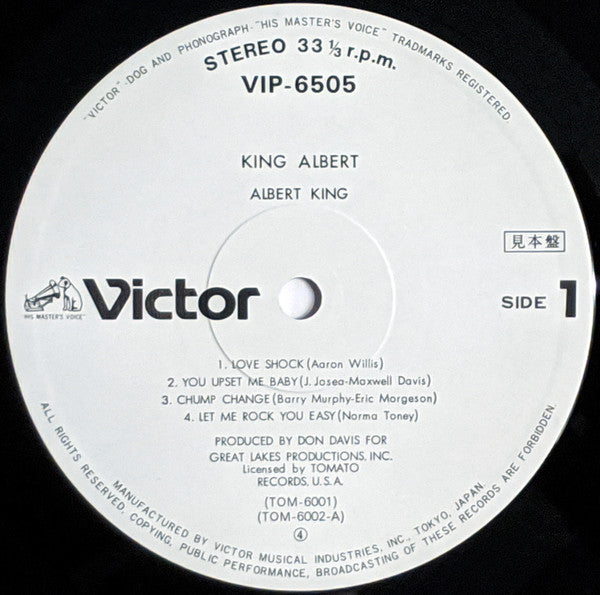 "VICTOR"-DOG AND PHONOGRAPH-"HIS MASTER'S VOICE" TRADMARKS REGISTERED.
STEREO 33 1/3 r.p.m.
VIP-6505
KING ALBERT
ALBERT KING
見本盤
"HIS MASTER'S VOICE"
Victor
SIDE 1
1. LOVE SHOCK (Aaron Willis)
2. YOU UPSET ME BABY (J. Josea-Maxwell Davis)
3. CHUMP CHANGE (Barry Murphy-Eric Morgeson)
4. LET ME ROCK YOU EASY (Norma Toney)
PRODUCED BY DON DAVIS FOR
GREAT LAKES PRODUCTIONS, INC.
Licensed by TOMATO
RECORDS, U.S.A.
(TOM-6001)
(TOM-6002-A)
④
MANUFACTURED BY VICTOR MUSICAL INDUSTRIES, INC., TOKYO, JAPAN.
ALL RIGHTS RESERVED, COPYING, PUBLIC PERFORMANCE, BROADCASTING OF THESE RECORDS ARE FORBIDDEN.